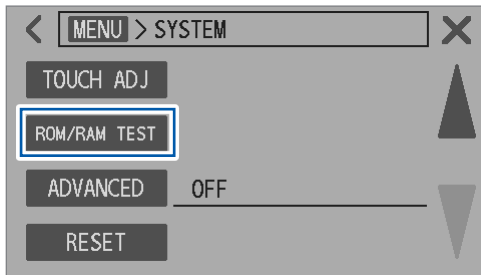 MENU > SYSTEM
TOUCH ADJ
ROM/RAM TEST
ADVANCED OFF
RESET